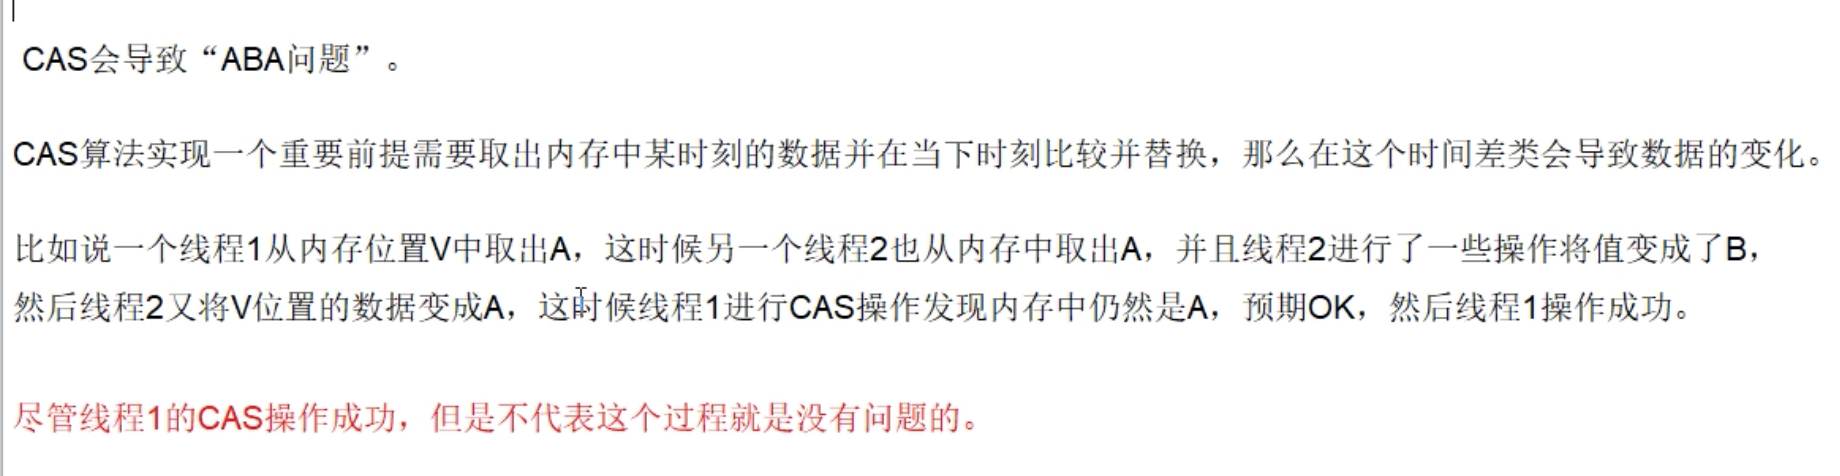 CAS会导致“ABA问题”。
CAS算法实现一个重要前提需要取出内存中某时刻的数据并在当下时刻比较并替换，那么在这个时间差类会导致数据的变化。
比如说一个线程1从内存位置V中取出A，这时候另一个线程2也从内存中取出A，并且线程2进行了一些操作将值变成了B，
然后线程2又将V位置的数据变成A，这时候线程1进行CAS操作发现内存中仍然是A，预期OK，然后线程1操作成功。
尽管线程1的CAS操作成功，但是不代表这个过程就是没有问题的。